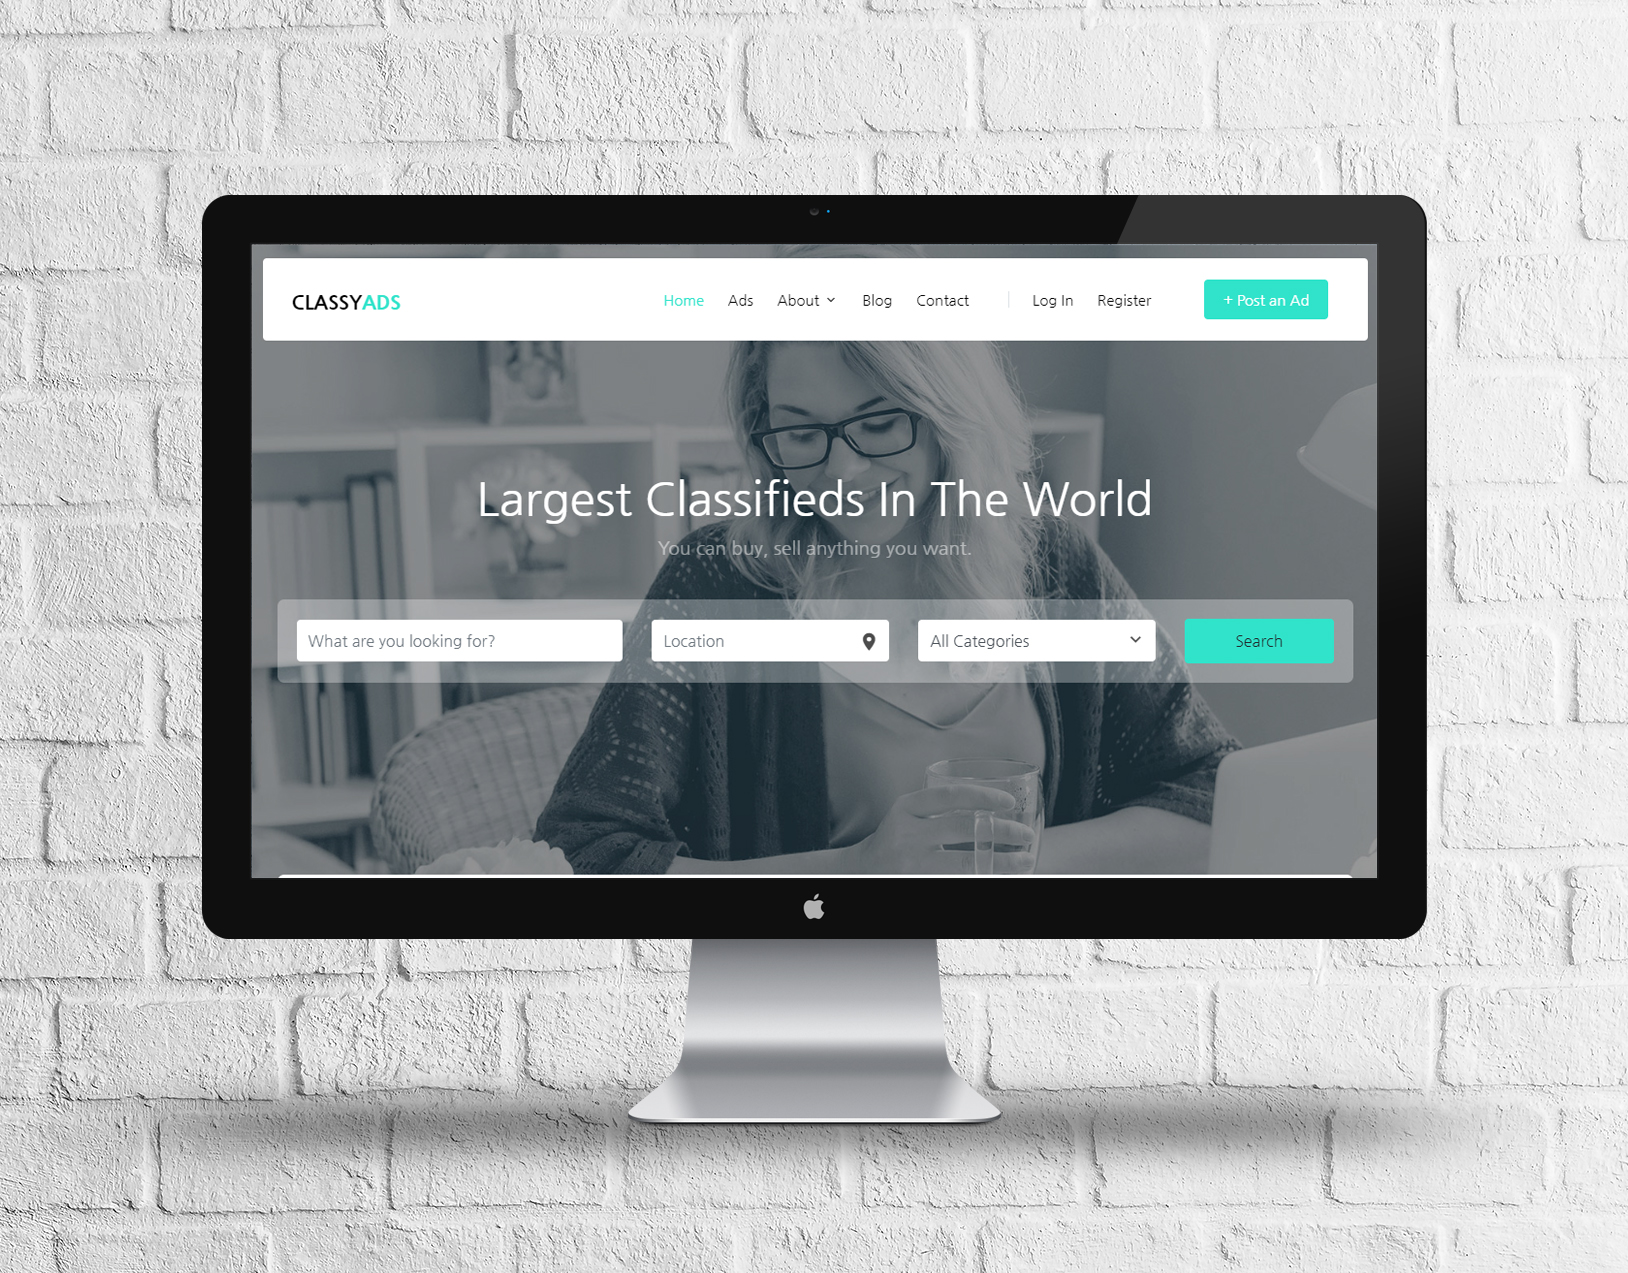 CLASSYADS Home Ads About Blog Contact Log In Register + Post an Ad
Largest Classifieds In The World
You can buy, sell anything you want.
What are you looking for? Location All Categories Search